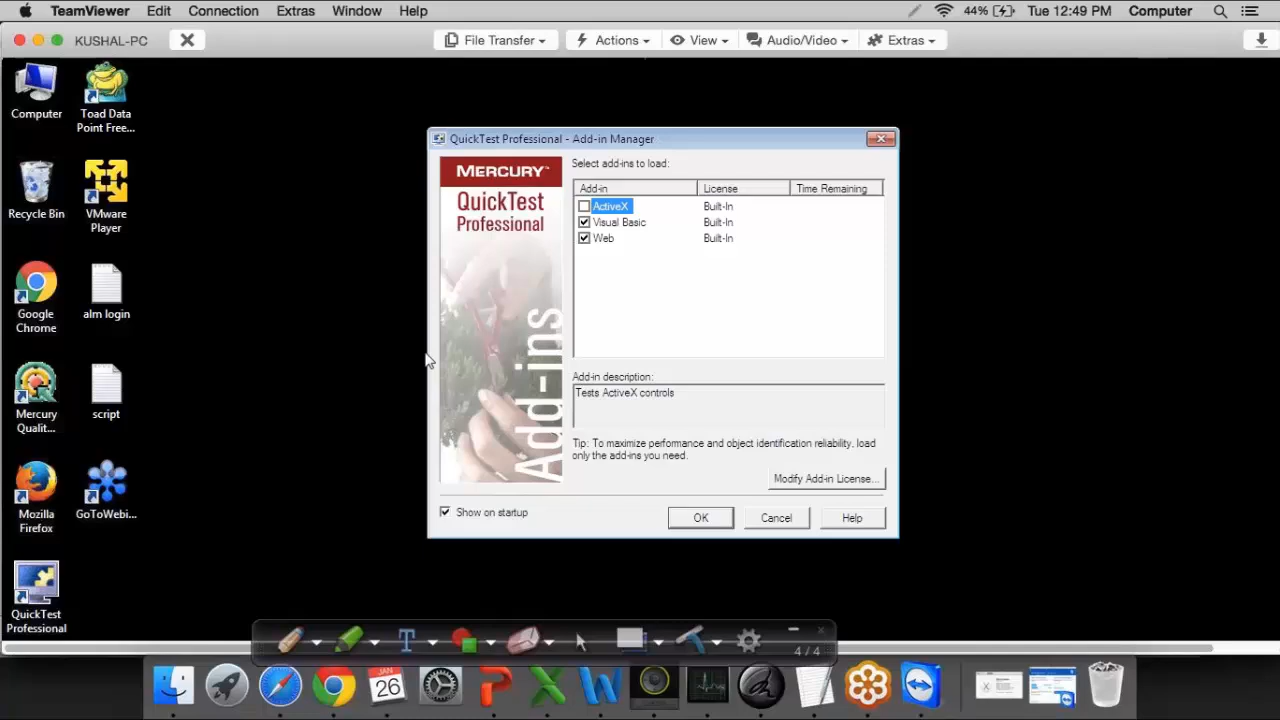 TeamViewer Edit Connection Extras Window Help 44% Tue 12:49 PM Computer
KUSHAL-PC File Transfer Actions View Audio/Video Extras
Computer
Toad Data
Point Free...
Recycle Bin
VMware
Player
Google
Chrome
alm login
Mercury
Qualit...
script
Mozilla
Firefox
GoToWebi...
QuickTest
Professional
QuickTest Professional - Add-in Manager
MERCURY™
QuickTest
Professional
Add-ins
Select add-ins to load:
Add-in License Time Remaining
ActiveX Built-In
Visual Basic Built-In
Web Built-In
Add-in description:
Tests ActiveX controls
Tip: To maximize performance and object identification reliability, load
only the add-ins you need.
Modify Add-in License...
Show on startup
OK Cancel Help
T
4 / 4
JAN
26